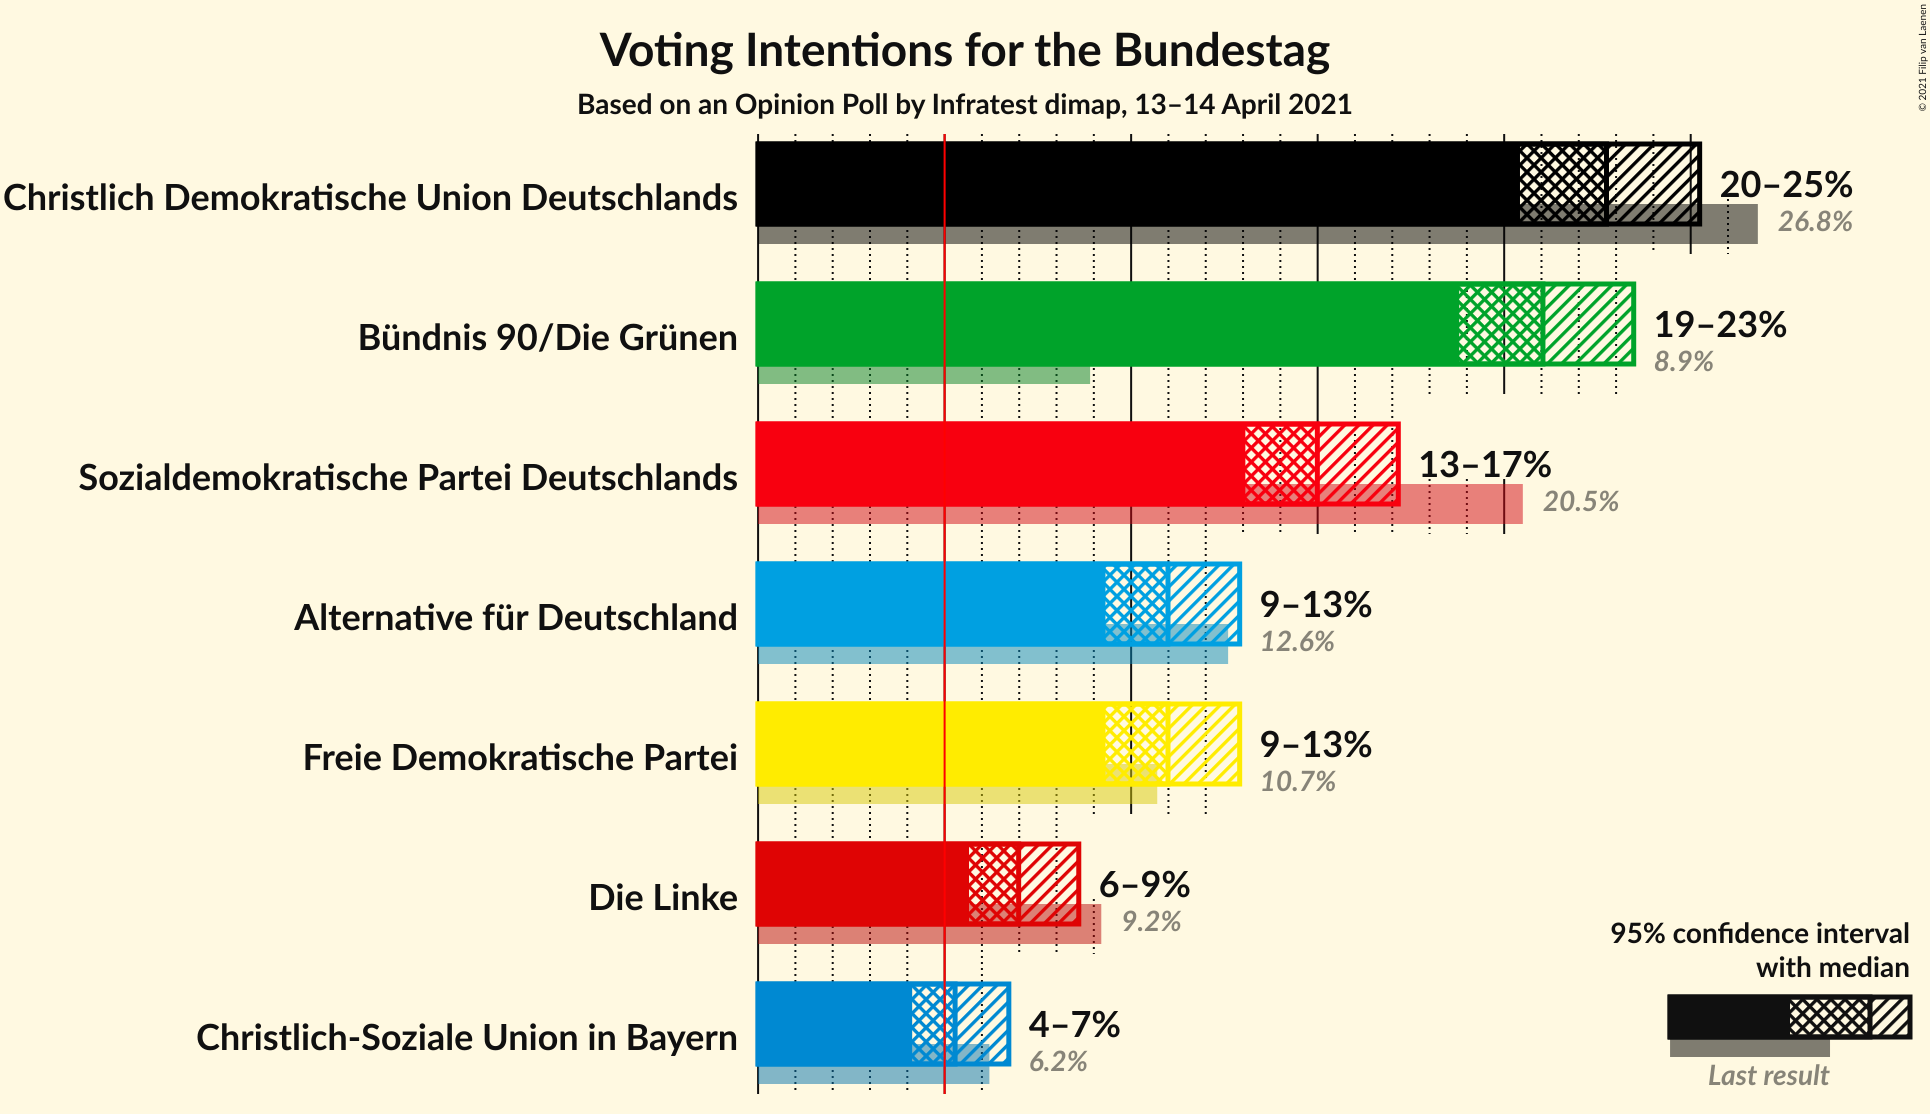 Voting Intentions for the Bundestag
Based on an Opinion Poll by Infratest dimap, 13–14 April 2021
© 2021 Filip van Laenen
Christlich Demokratische Union Deutschlands
20–25%
26.8%
Bündnis 90/Die Grünen
19–23%
8.9%
Sozialdemokratische Partei Deutschlands
13–17%
20.5%
Alternative für Deutschland
9–13%
12.6%
Freie Demokratische Partei
9–13%
10.7%
Die Linke
6–9%
9.2%
Christlich-Soziale Union in Bayern
4–7%
6.2%
95% confidence interval
with median
Last result